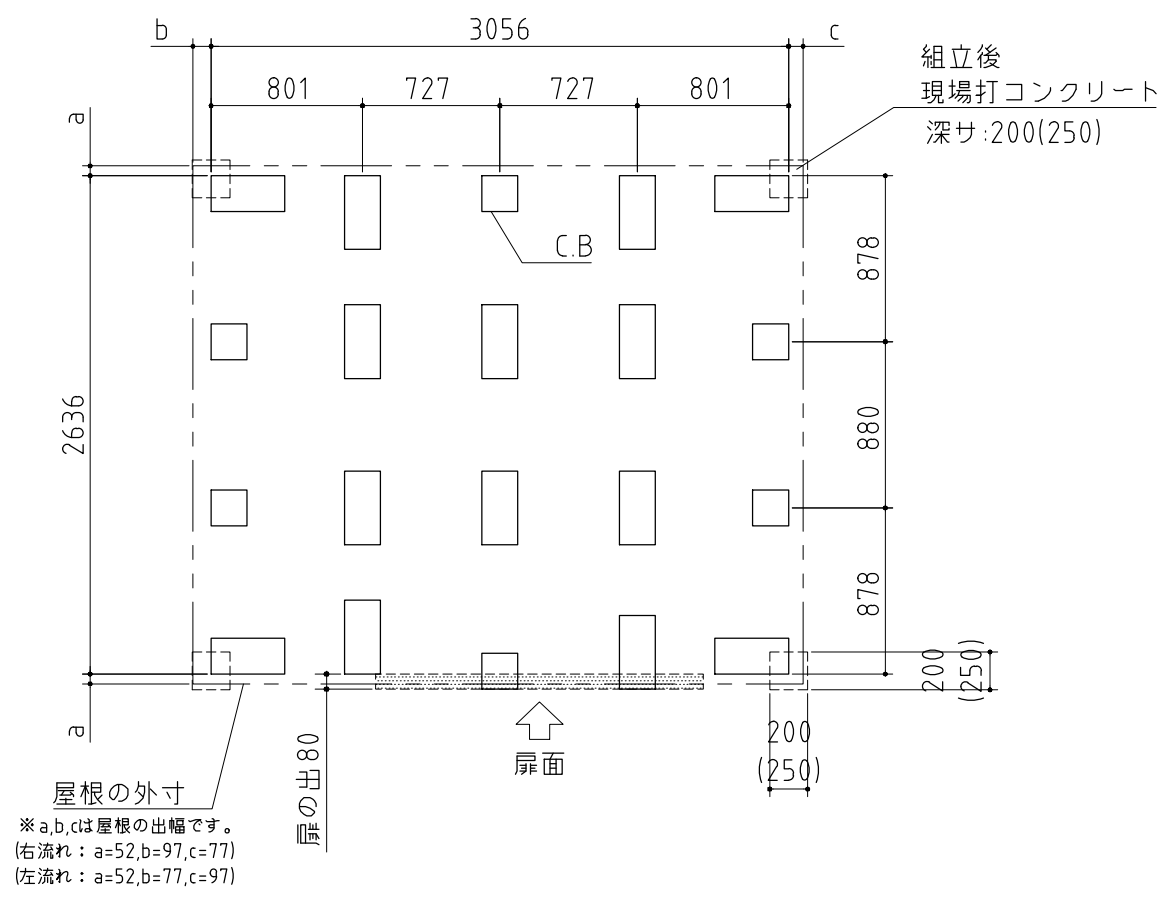 b
3056
c
801
727
727
801
組立後
現場打コンクリート
深サ:200(250)
a
C.B
878
2636
880
878
200
(250)
a
扉の出80
扉面
200
(250)
屋根の外寸
※a,b,cは屋根の出幅です。
(右流れ：a=52,b=97,c=77)
(左流れ：a=52,b=77,c=97)